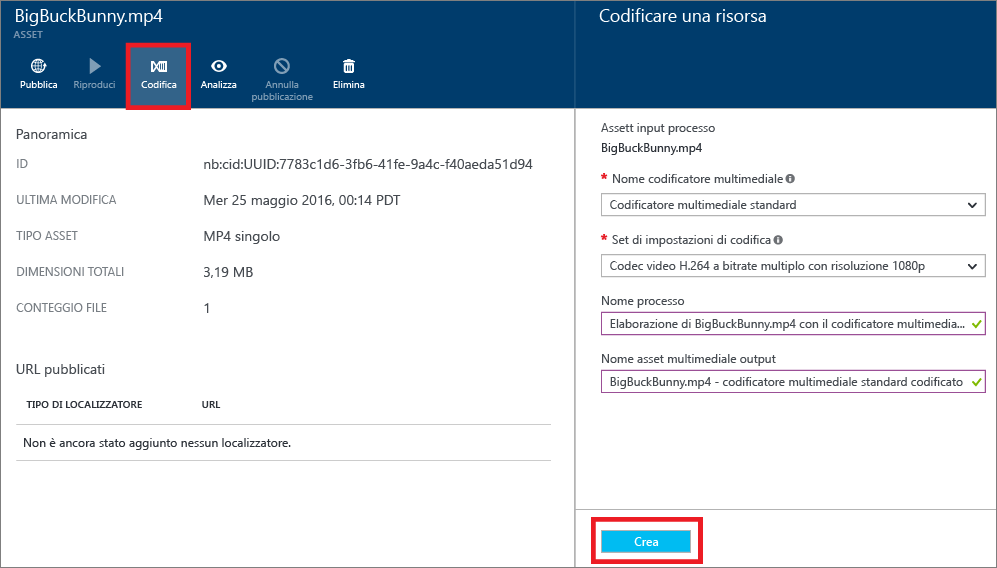 BigBuckBunny.mp4
ASSET
Pubblica
Riproduci
Codifica
Analizza
Annulla
pubblicazione
Elimina
Panoramica
ID nb:cid:UUID:7783c1d6-3fb6-41fe-9a4c-f40aeda51d94
ULTIMA MODIFICA Mer 25 maggio 2016, 00:14 PDT
TIPO ASSET MP4 singolo
DIMENSIONI TOTALI 3,19 MB
CONTEGGIO FILE 1
URL pubblicati
TIPO DI LOCALIZZATORE URL
Non è ancora stato aggiunto nessun localizzatore.
Codificare una risorsa
Assett input processo
BigBuckBunny.mp4
* Nome codificatore multimediale
Codificatore multimediale standard
* Set di impostazioni di codifica
Codec video H.264 a bitrate multiplo con risoluzione 1080p
Nome processo
Elaborazione di BigBuckBunny.mp4 con il codificatore multimedia...
Nome asset multimediale output
BigBuckBunny.mp4 - codificatore multimediale standard codificato
Crea